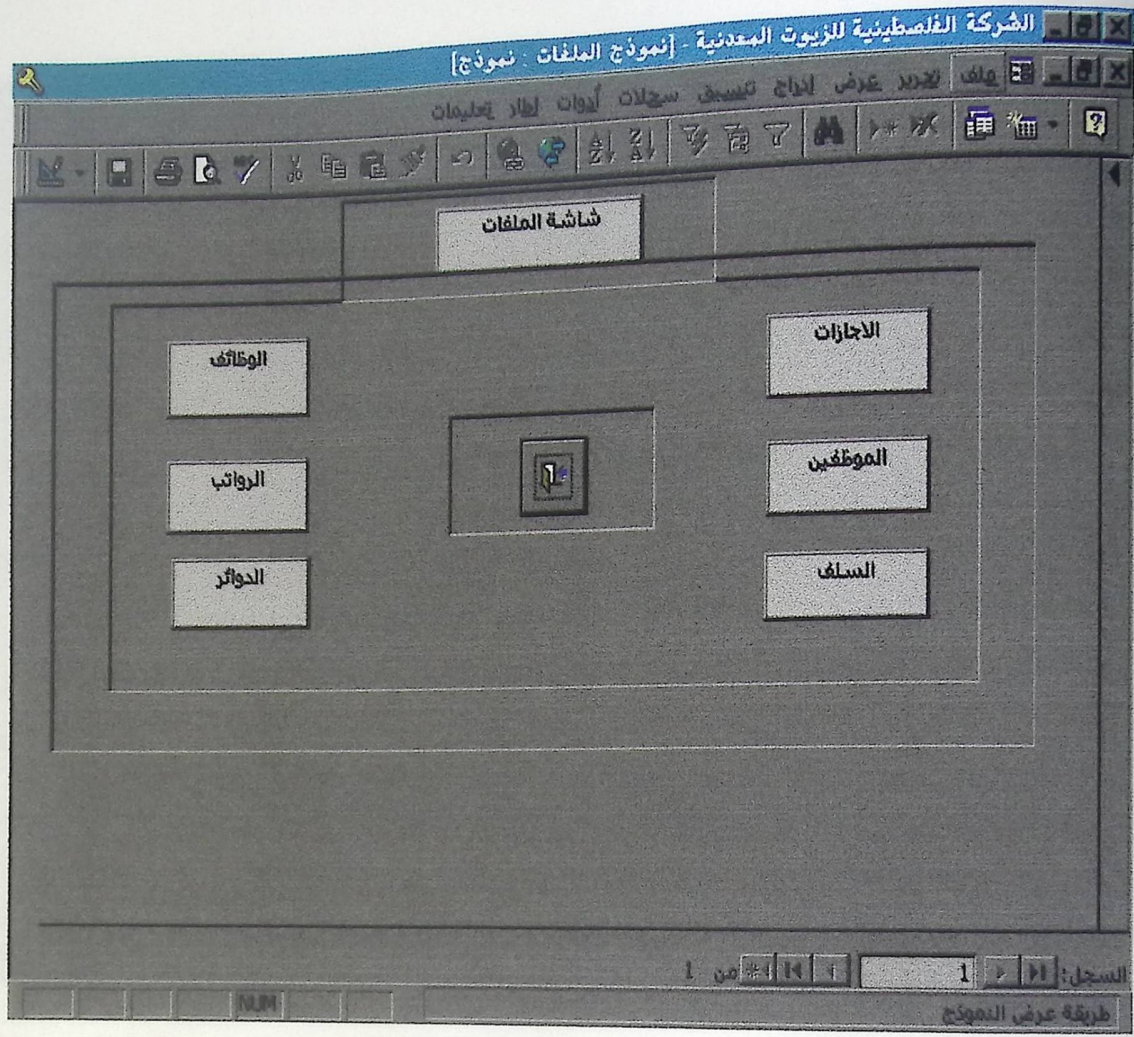 الشركة الفلصطينية للزيوت المعدنية - [نموذج الملفات : نموذج]
ملف تحرير عرض إدراج تنسيق سجلات أدوات إطار تعليمات
شاشة الملفات
الاجازات
الوظائف
الموظفين
الرواتب
السلف
الدوائر
السجل: 1 من 1
طريقة عرض النموذج NUM